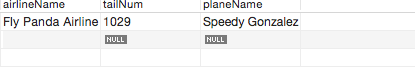 airlineName tailNum planeName
Fly Panda Airline 1029 Speedy Gonzalez
NULL NULL